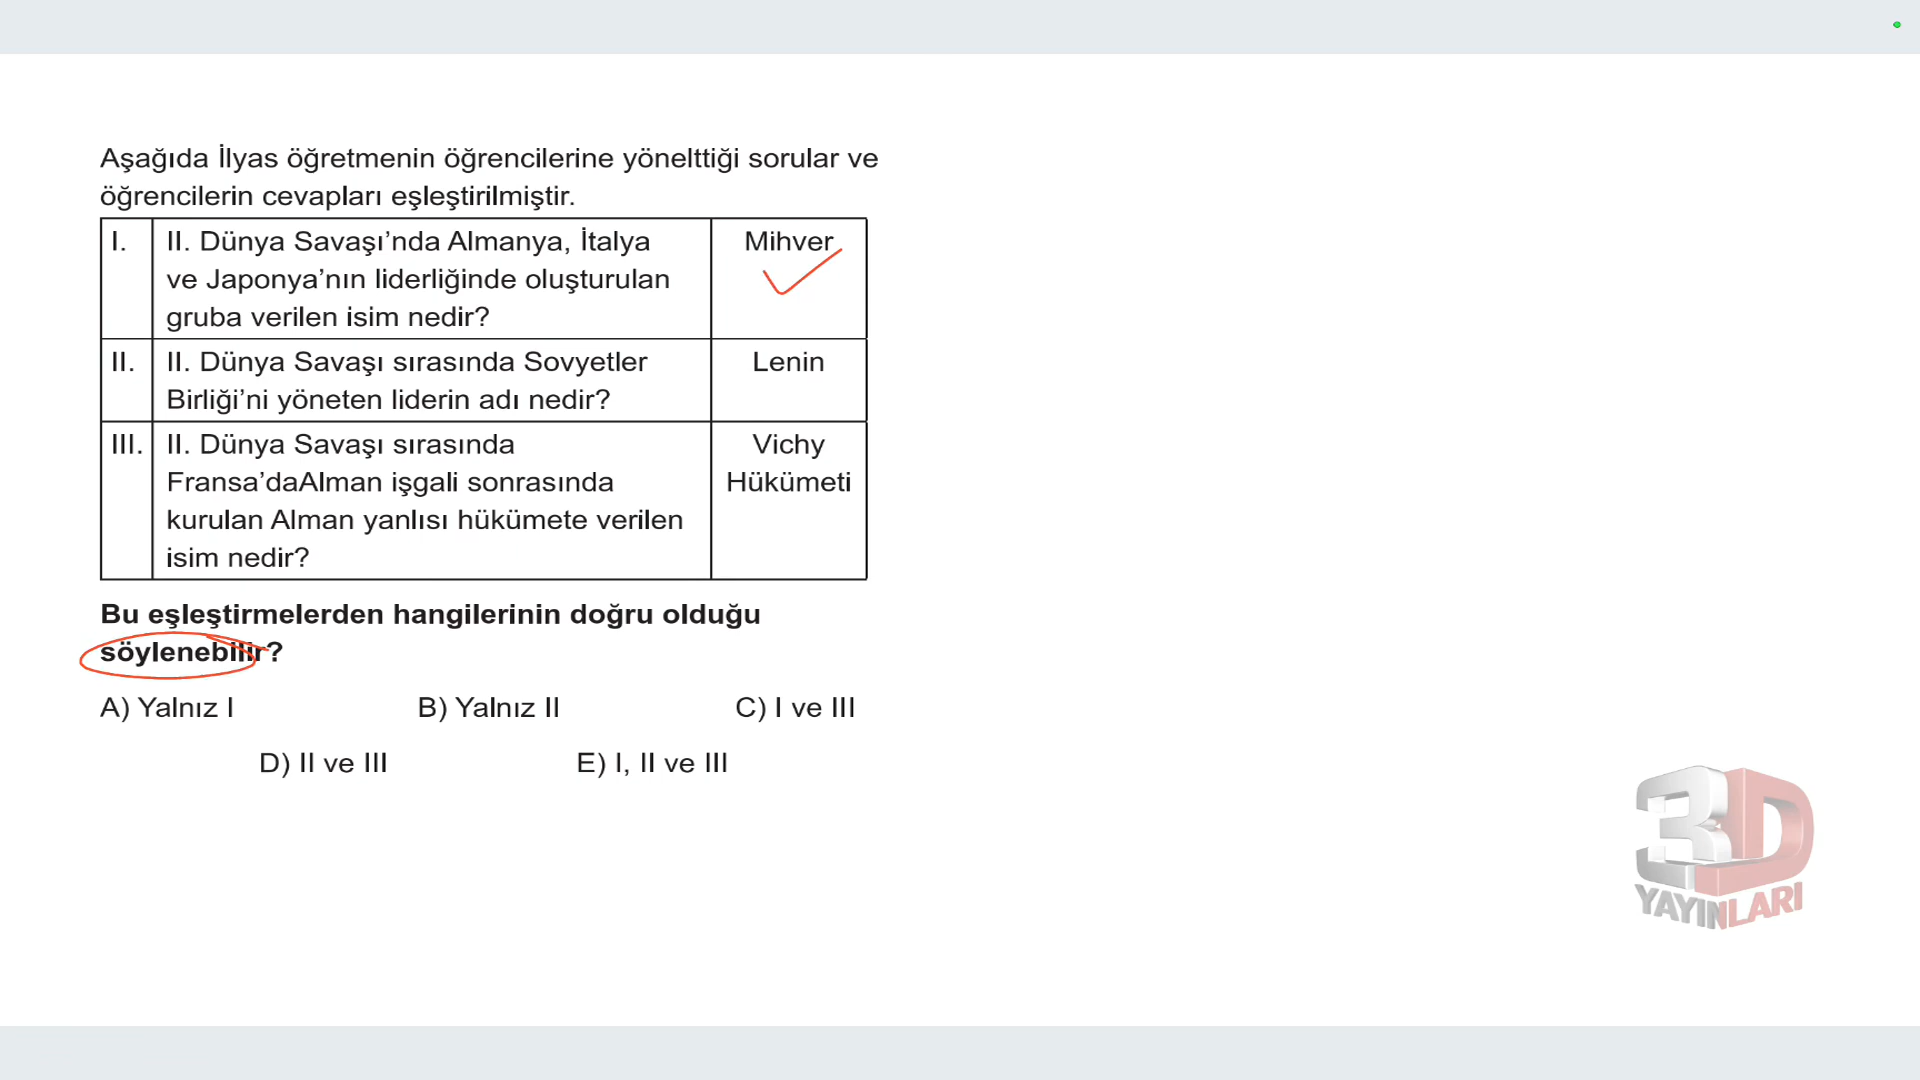 Aşağıda İlyas öğretmenin öğrencilerine yönelttiği sorular ve
öğrencilerin cevapları eşleştirilmiştir.
I. II. Dünya Savaşı’nda Almanya, İtalya Mihver
ve Japonya’nın liderliğinde oluşturulan
gruba verilen isim nedir?
II. II. Dünya Savaşı sırasında Sovyetler Lenin
Birliği’ni yöneten liderin adı nedir?
III. II. Dünya Savaşı sırasında Vichy
Fransa’daAlman işgali sonrasında Hükümeti
kurulan Alman yanlısı hükümete verilen
isim nedir?
Bu eşleştirmelerden hangilerinin doğru olduğu
söylenebilir?
A) Yalnız I B) Yalnız II C) I ve III
D) II ve III E) I, II ve III
3D
YAYINLARI